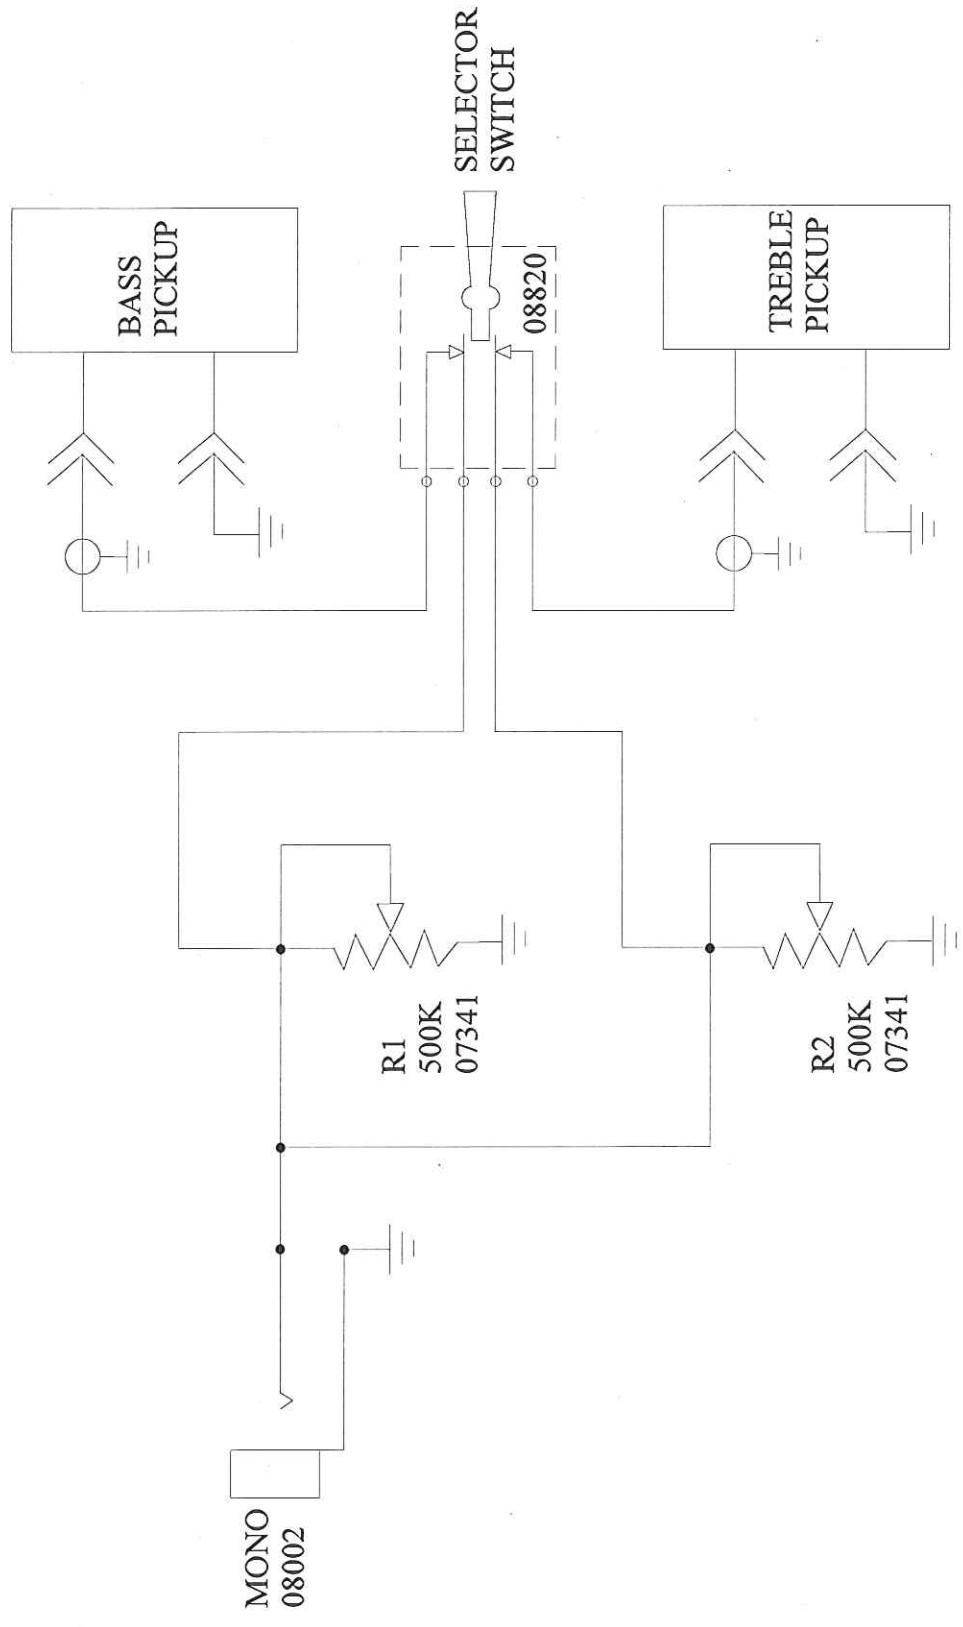 SELECTOR
SWITCH
BASS
PICKUP
08820
TREBLE
PICKUP
R1
500K
07341
R2
500K
07341
MONO
08002